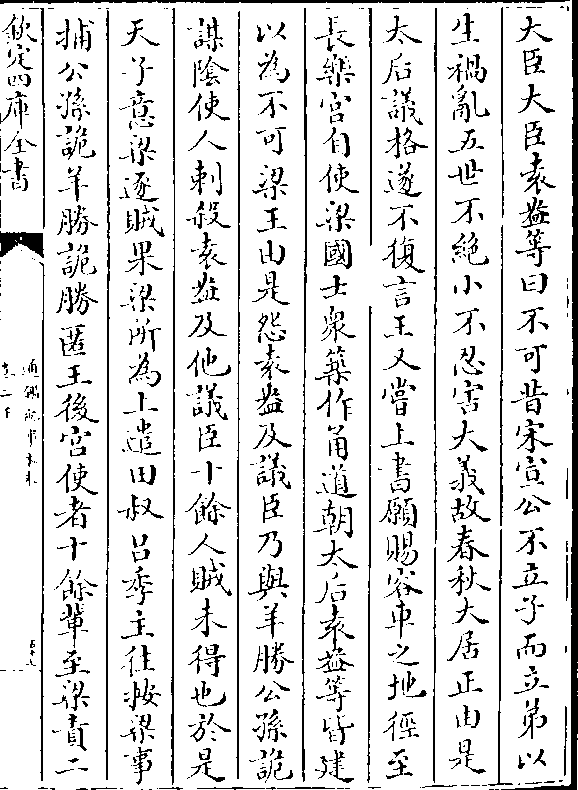 大臣大臣袁盎等曰不可昔宋宣公不立子而立弟以
生禍亂五世不絶小不忍害大義故春秋大居正由是
太后議格遂不復言王又嘗上書願賜容車之地徑至
長樂宫自使梁國士衆築作甬道朝太后袁盎等皆建
以為不可梁王由是怨袁盎及議臣乃與羊勝公孫詭
謀隂使人刺殺袁盎及他議臣十餘人賊未得也於是
天子意梁逐賊果梁所為上遣田叔吕季主往按梁事
捕公孫詭羊勝詭勝匿王後宫使者十餘輩至梁責二
欽定四庫全書
通鑑紀事本末
卷二下